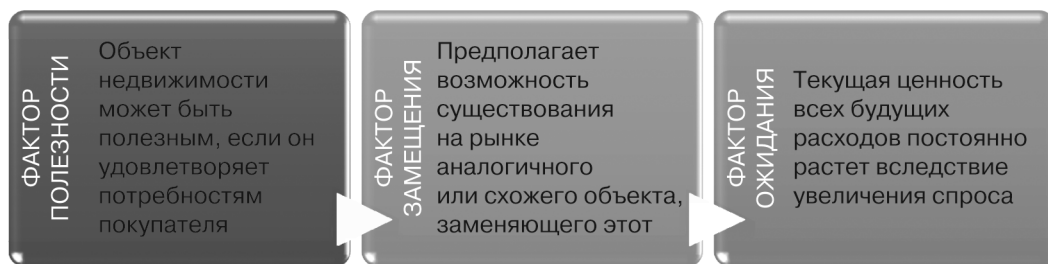 ФАКТОР
ПОЛЕЗНОСТИ
Объект
недвижимости
может быть
полезным, если он
удовлетворяет
потребностям
покупателя
ФАКТОР
ЗАМЕЩЕНИЯ
Предполагает
возможность
существования
на рынке
аналогичного
или схожего объекта,
заменяющего этот
ФАКТОР
ОЖИДАНИЯ
Текущая ценность
всех будущих
расходов постоянно
растет вследствие
увеличения спроса